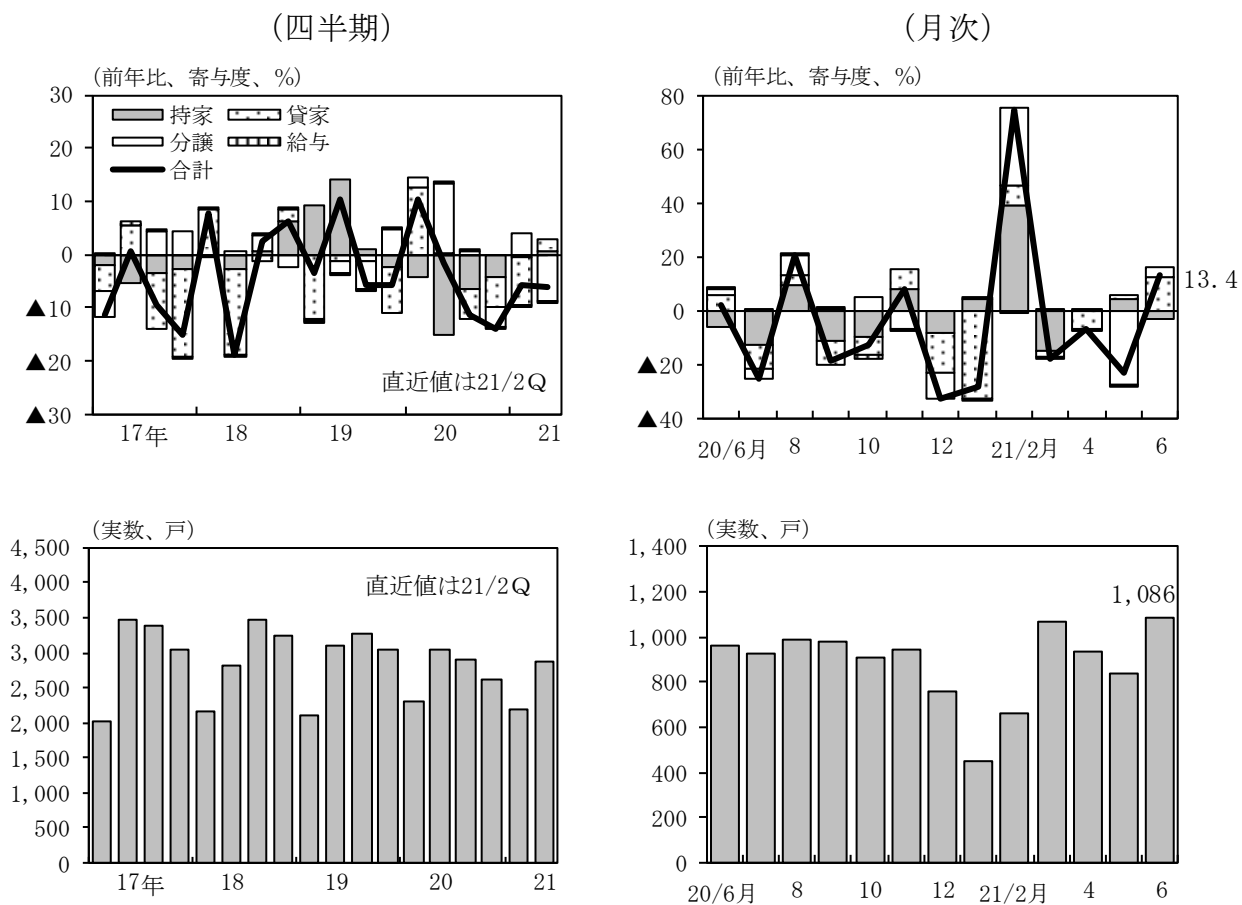 (四半期)
(前年比、寄与度、%)
30
20
10
0
▲10
▲20
▲30
持家 貸家
分譲 給与
合計
直近値は21/2Q
17年 18 19 20 21
(月次)
(前年比、寄与度、%)
80
60
40
20
0
▲20
▲40
13.4
20/6月 8 10 12 21/2月 4 6
(実数、戸)
4,500
4,000
3,500
3,000
2,500
2,000
1,500
1,000
500
0
直近値は21/2Q
17年 18 19 20 21
(実数、戸)
1,400
1,200
1,000
800
600
400
200
0
1,086
20/6月 8 10 12 21/2月 4 6